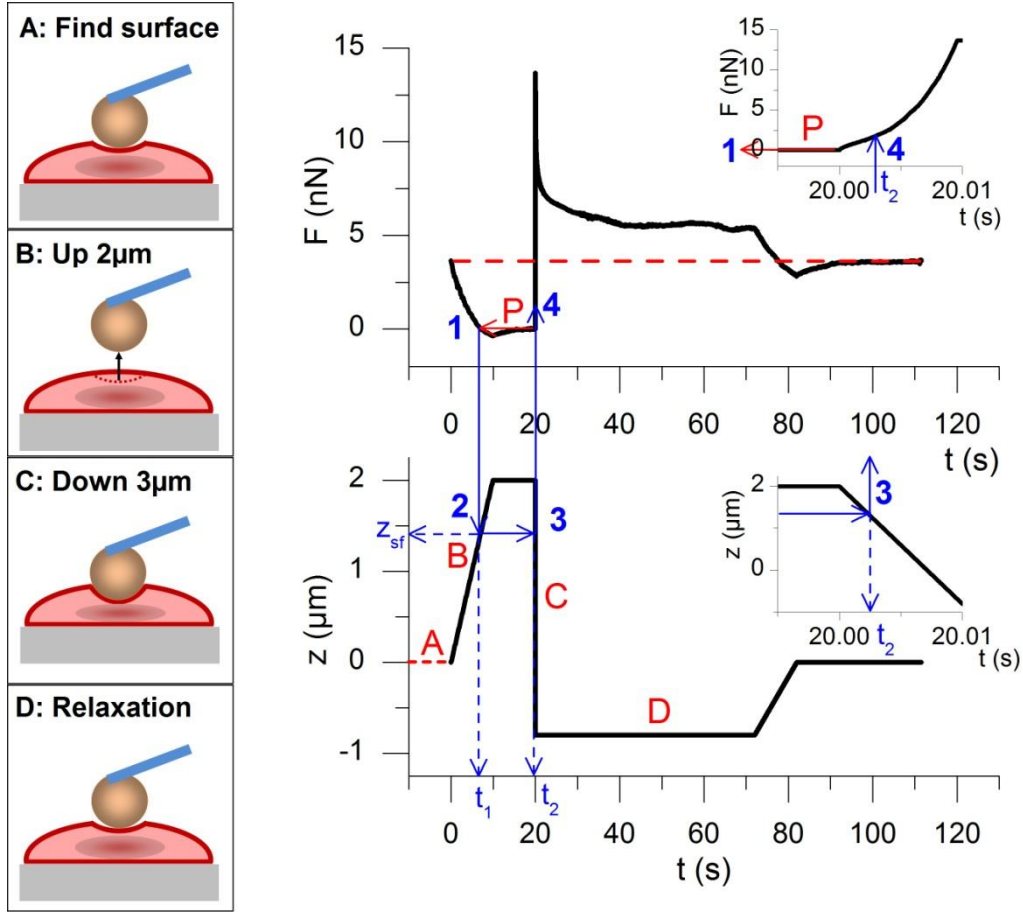 A: Find surface
B: Up 2µm
C: Down 3µm
D: Relaxation
15
10
5
0
F (nN)
1
P
4
0
20
40
60
80
100
120
t (s)
15
10
5
0
F (nN)
1
P
4
t2
20.00
20.01
t (s)
2
1
0
-1
z (µm)
zsf
2
3
A
B
C
D
t1
t2
0
20
40
60
80
100
120
t (s)
2
0
z (µm)
3
20.00
t2
20.01
t (s)